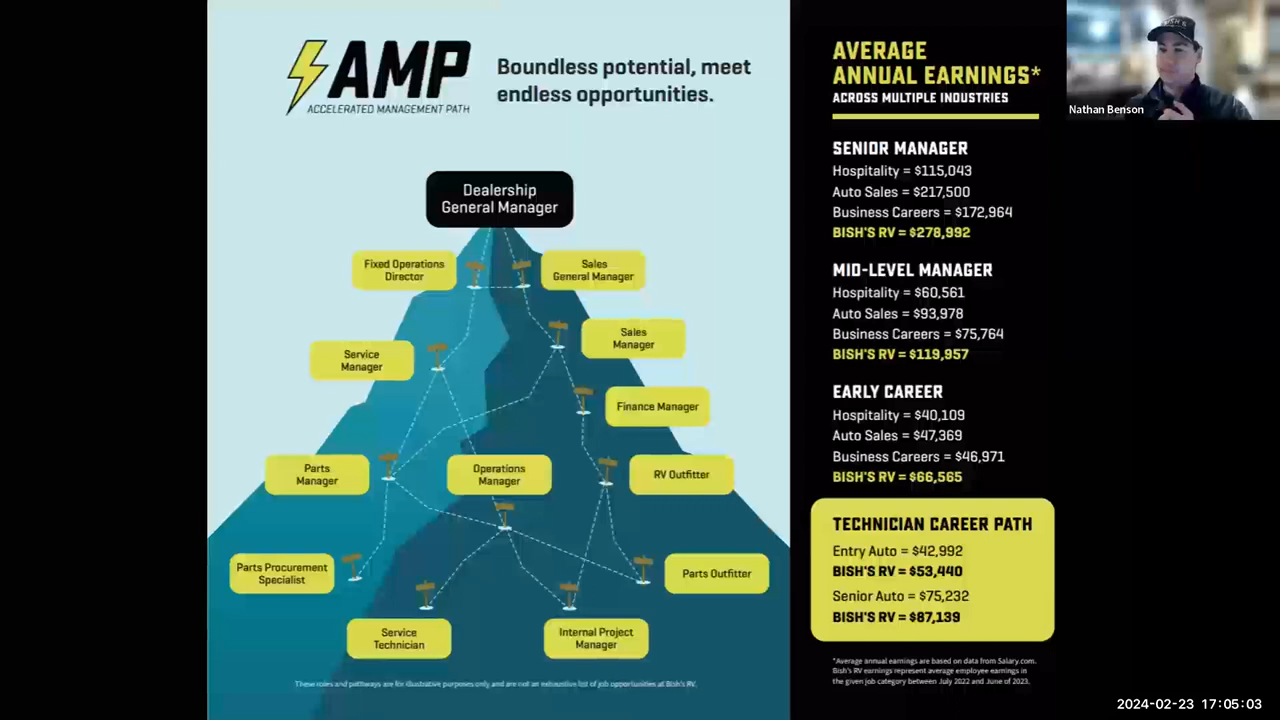 AMP
ACCELERATED MANAGEMENT PATH
Boundless potential, meet
endless opportunities.
Dealership
General Manager
Fixed Operations
Director
Sales
General Manager
Sales
Manager
Service
Manager
Finance Manager
Parts
Manager
Operations
Manager
RV Outfitter
Parts Procurement
Specialist
Parts Outfitter
Service
Technician
Internal Project
Manager
These roles and pathways are for illustrative purposes only and are not an exhaustive list of job opportunities at Bish's RV.
AVERAGE
ANNUAL EARNINGS*
ACROSS MULTIPLE INDUSTRIES
SENIOR MANAGER
Hospitality = $115,043
Auto Sales = $217,500
Business Careers = $172,964
BISH'S RV = $278,992
MID-LEVEL MANAGER
Hospitality = $60,561
Auto Sales = $93,978
Business Careers = $75,764
BISH'S RV = $119,957
EARLY CAREER
Hospitality = $40,109
Auto Sales = $47,369
Business Careers = $46,971
BISH'S RV = $66,565
TECHNICIAN CAREER PATH
Entry Auto = $42,992
BISH'S RV = $53,440
Senior Auto = $75,232
BISH'S RV = $87,139
*Average annual earnings are based on data from Salary.com.
Bish's RV earnings represent average employee earnings in
the given job category between July 2022 and June of 2023.
Nathan Benson
2024-02-23 17:05:03